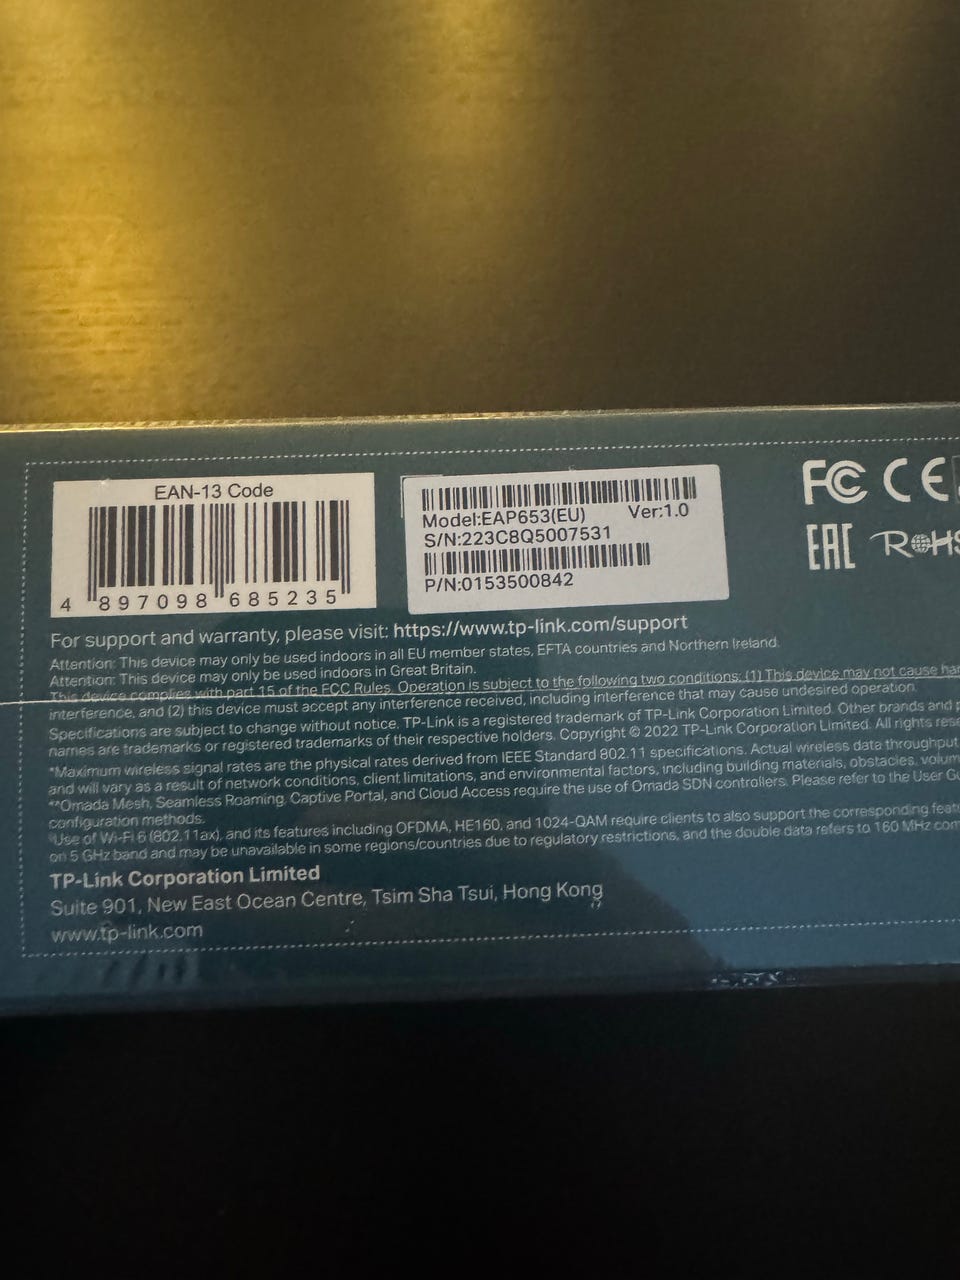 EAN-13 Code
4 897098 685235
Model:EAP653(EU) Ver:1.0
S/N:223C8Q5007531
P/N:0153500842
FC CE
EAC RoHS
For support and warranty, please visit: https://www.tp-link.com/support
Attention: This device may only be used indoors in all EU member states, EFTA countries and Northern Ireland.
Attention: This device may only be used indoors in Great Britain.
This device complies with part 15 of the FCC Rules. Operation is subject to the following two conditions: (1) This device may not cause
interference, and (2) this device must accept any interference received, including interference that may cause undesired operation.
Specifications are subject to change without notice. TP-Link is a registered trademark of TP-Link Corporation Limited. Other brands and
names are trademarks or registered trademarks of their respective holders. Copyright © 2022 TP-Link Corporation Limited. All rights
*Maximum wireless signal rates are the physical rates derived from IEEE Standard 802.11 specifications. Actual wireless data throughput
and will vary as a result of network conditions, client limitations, and environmental factors, including building materials, obstacles,
**Omada Mesh, Seamless Roaming, Captive Portal, and Cloud Access require the use of Omada SDN controllers. Please refer to the User
configuration methods.
Use of Wi-Fi 6 (802.11ax), and its features including OFDMA, HE160, and 1024-QAM require clients to also support the corresponding
on 5 GHz band and may be unavailable in some regions/countries due to regulatory restrictions, and the double data refers to 160 MHz
TP-Link Corporation Limited
Suite 901, New East Ocean Centre, Tsim Sha Tsui, Hong Kong
www.tp-link.com